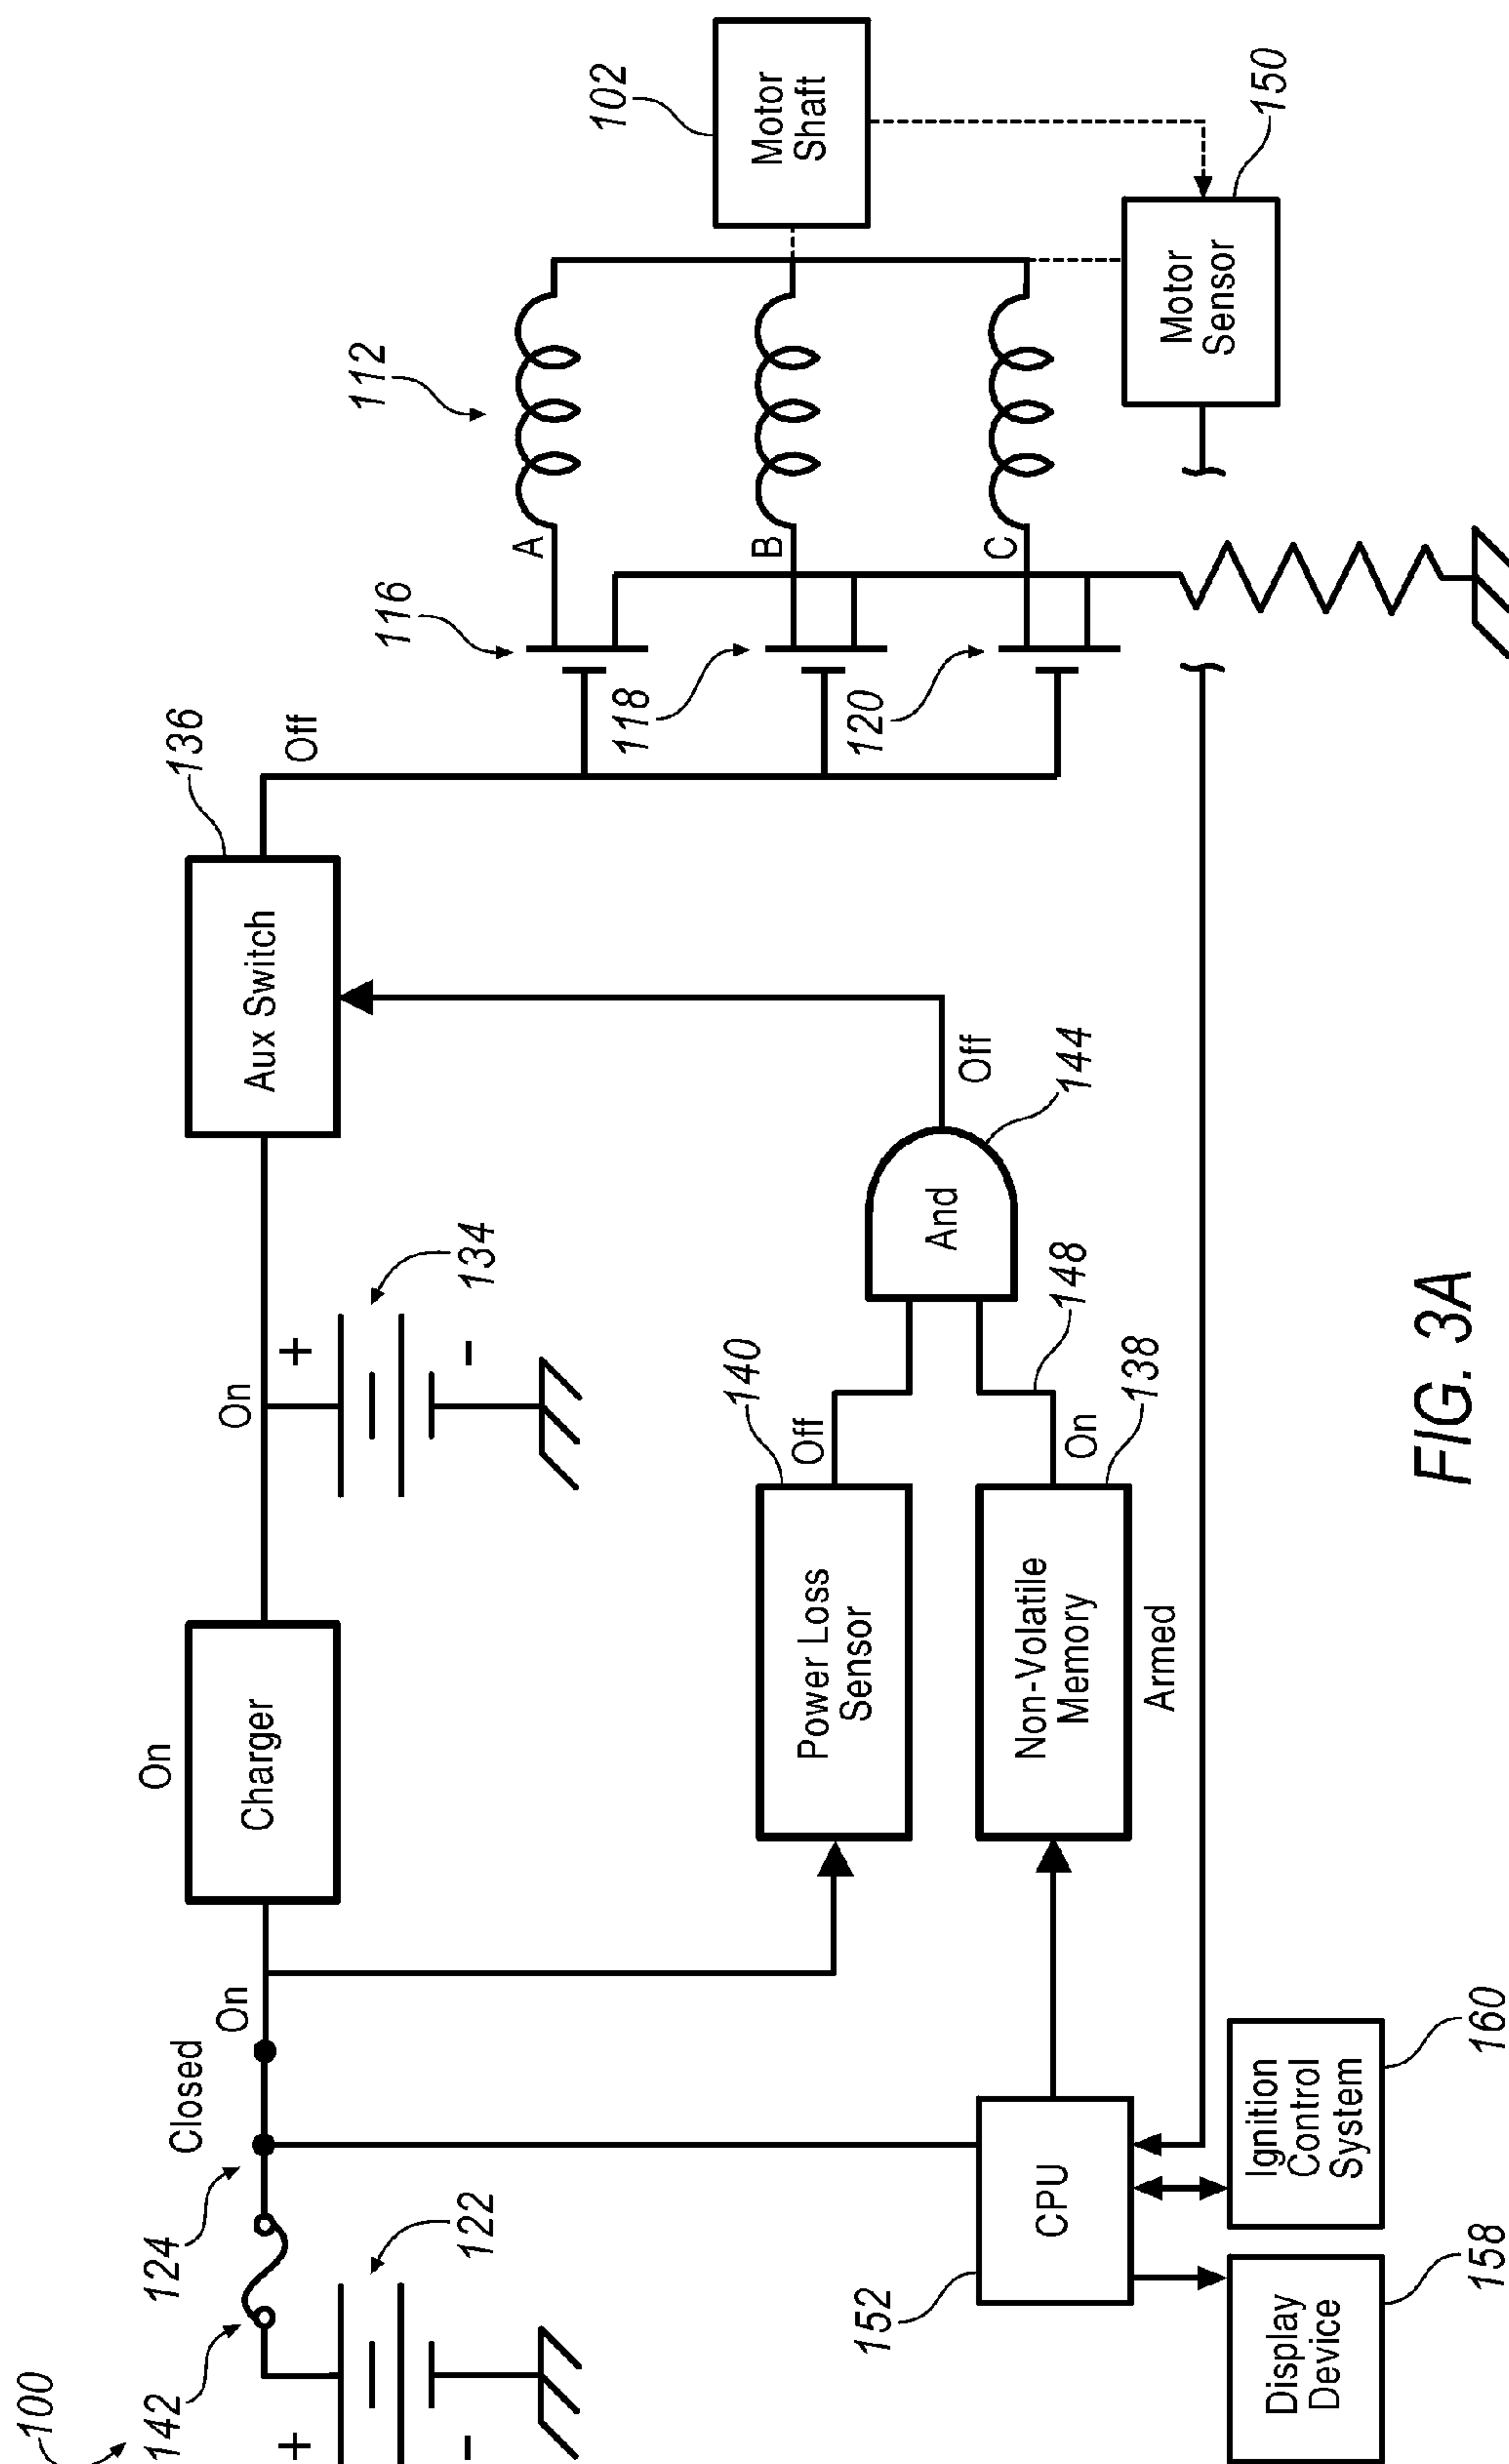 100
142
124
Closed
On
On
Charger
On
136
Aux Switch
Off
+
-
122
+
-
134
116
112
A
118
B
120
C
102
Motor
Shaft
140
Power Loss
Sensor
Off
And
144
Off
148
138
Non-Volatile
Memory
On
Armed
152
CPU
150
Motor
Sensor
158
Display
Device
160
Ignition
Control
System
FIG. 3A